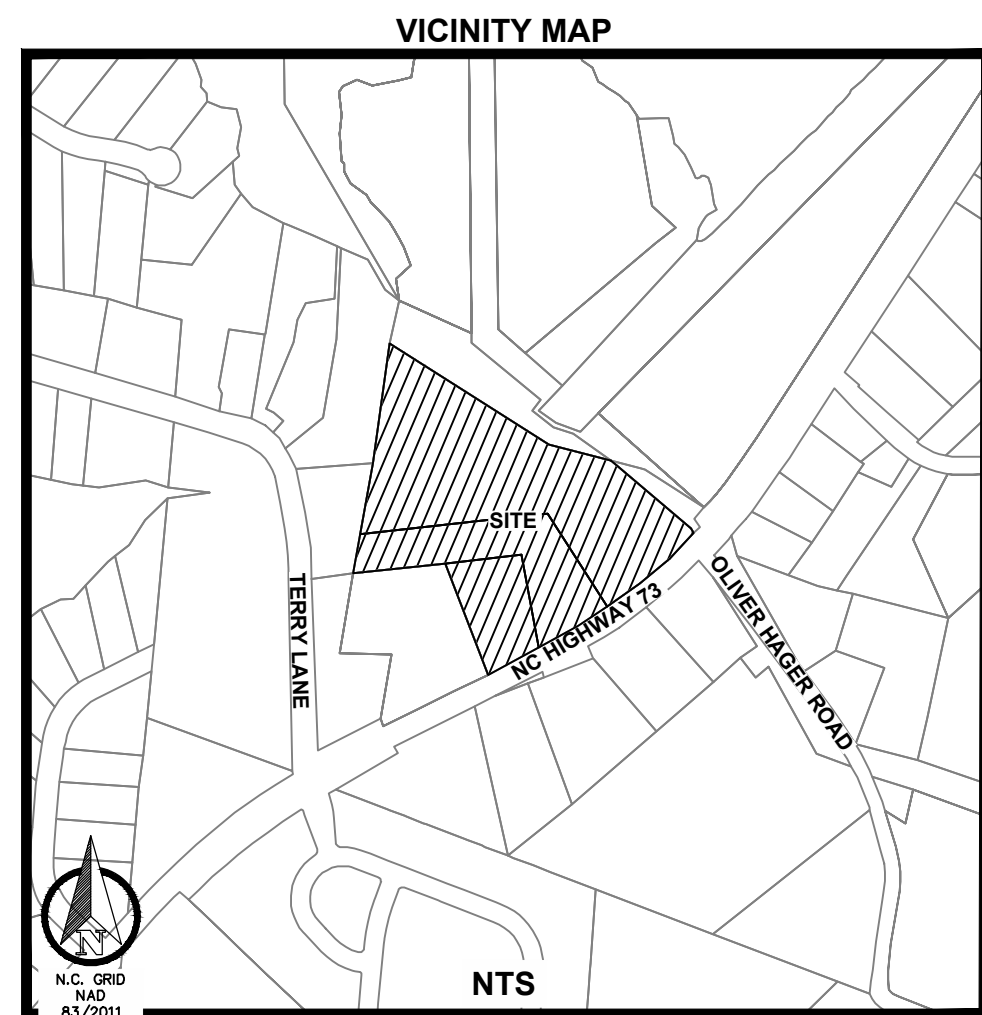 VICINITY MAP
SITE
NC HIGHWAY 73
OLIVER HAGER ROAD
TERRY LANE
N
N.C. GRID
NAD
83/2011
NTS